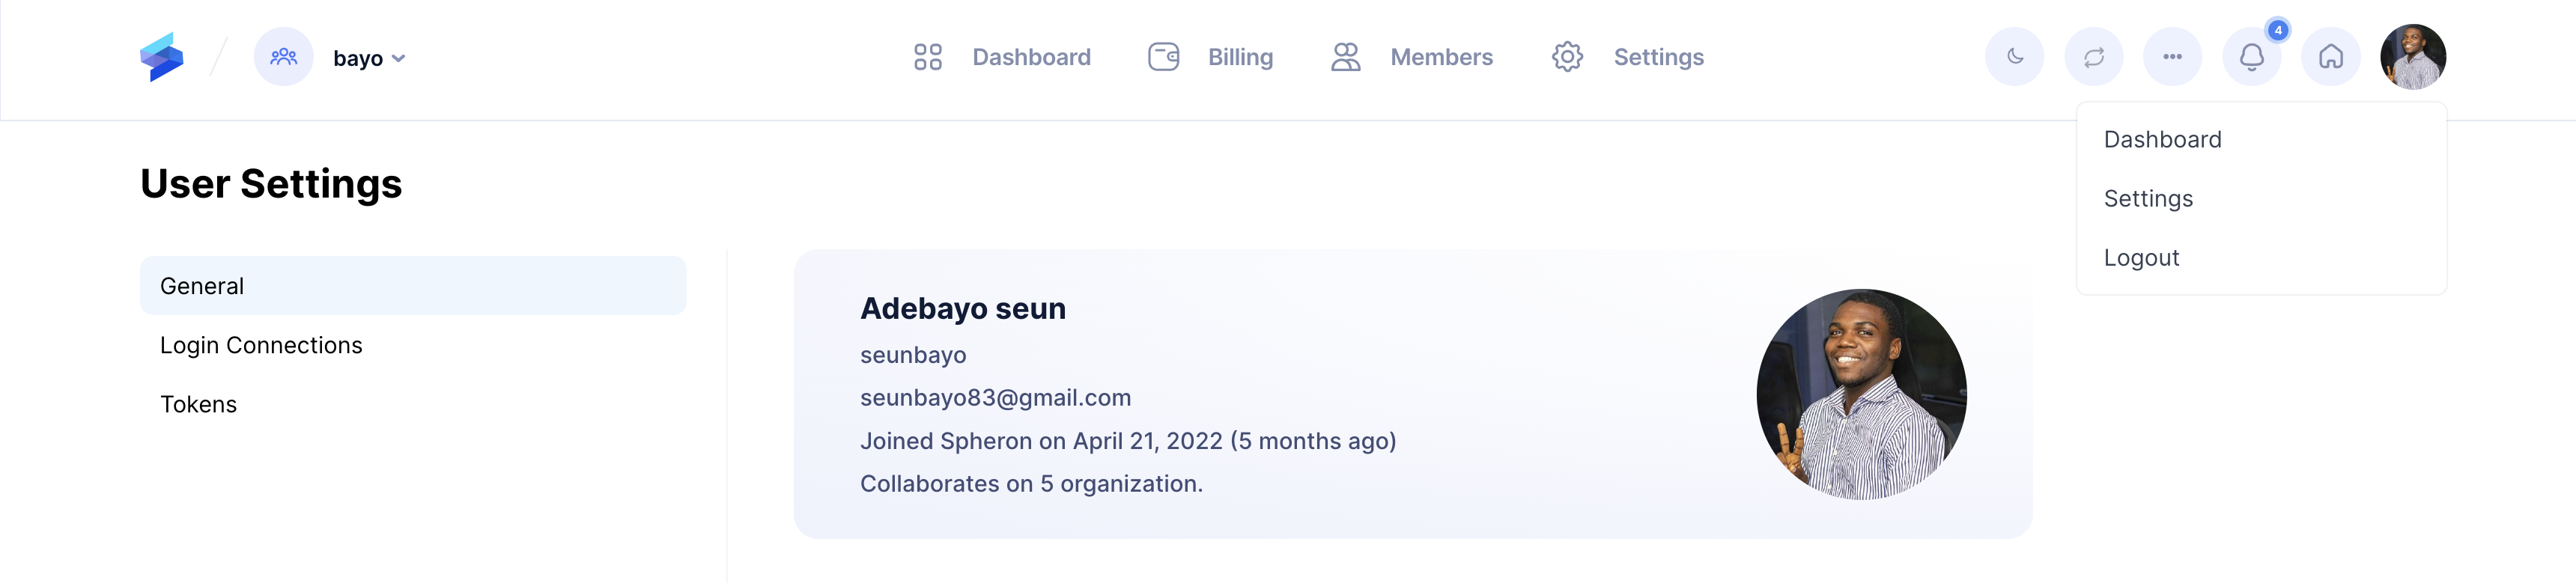 bayo
Dashboard
Billing
Members
Settings
4
Dashboard
Settings
Logout
User Settings
General
Login Connections
Tokens
Adebayo seun
seunbayo
seunbayo83@gmail.com
Joined Spheron on April 21, 2022 (5 months ago)
Collaborates on 5 organization.